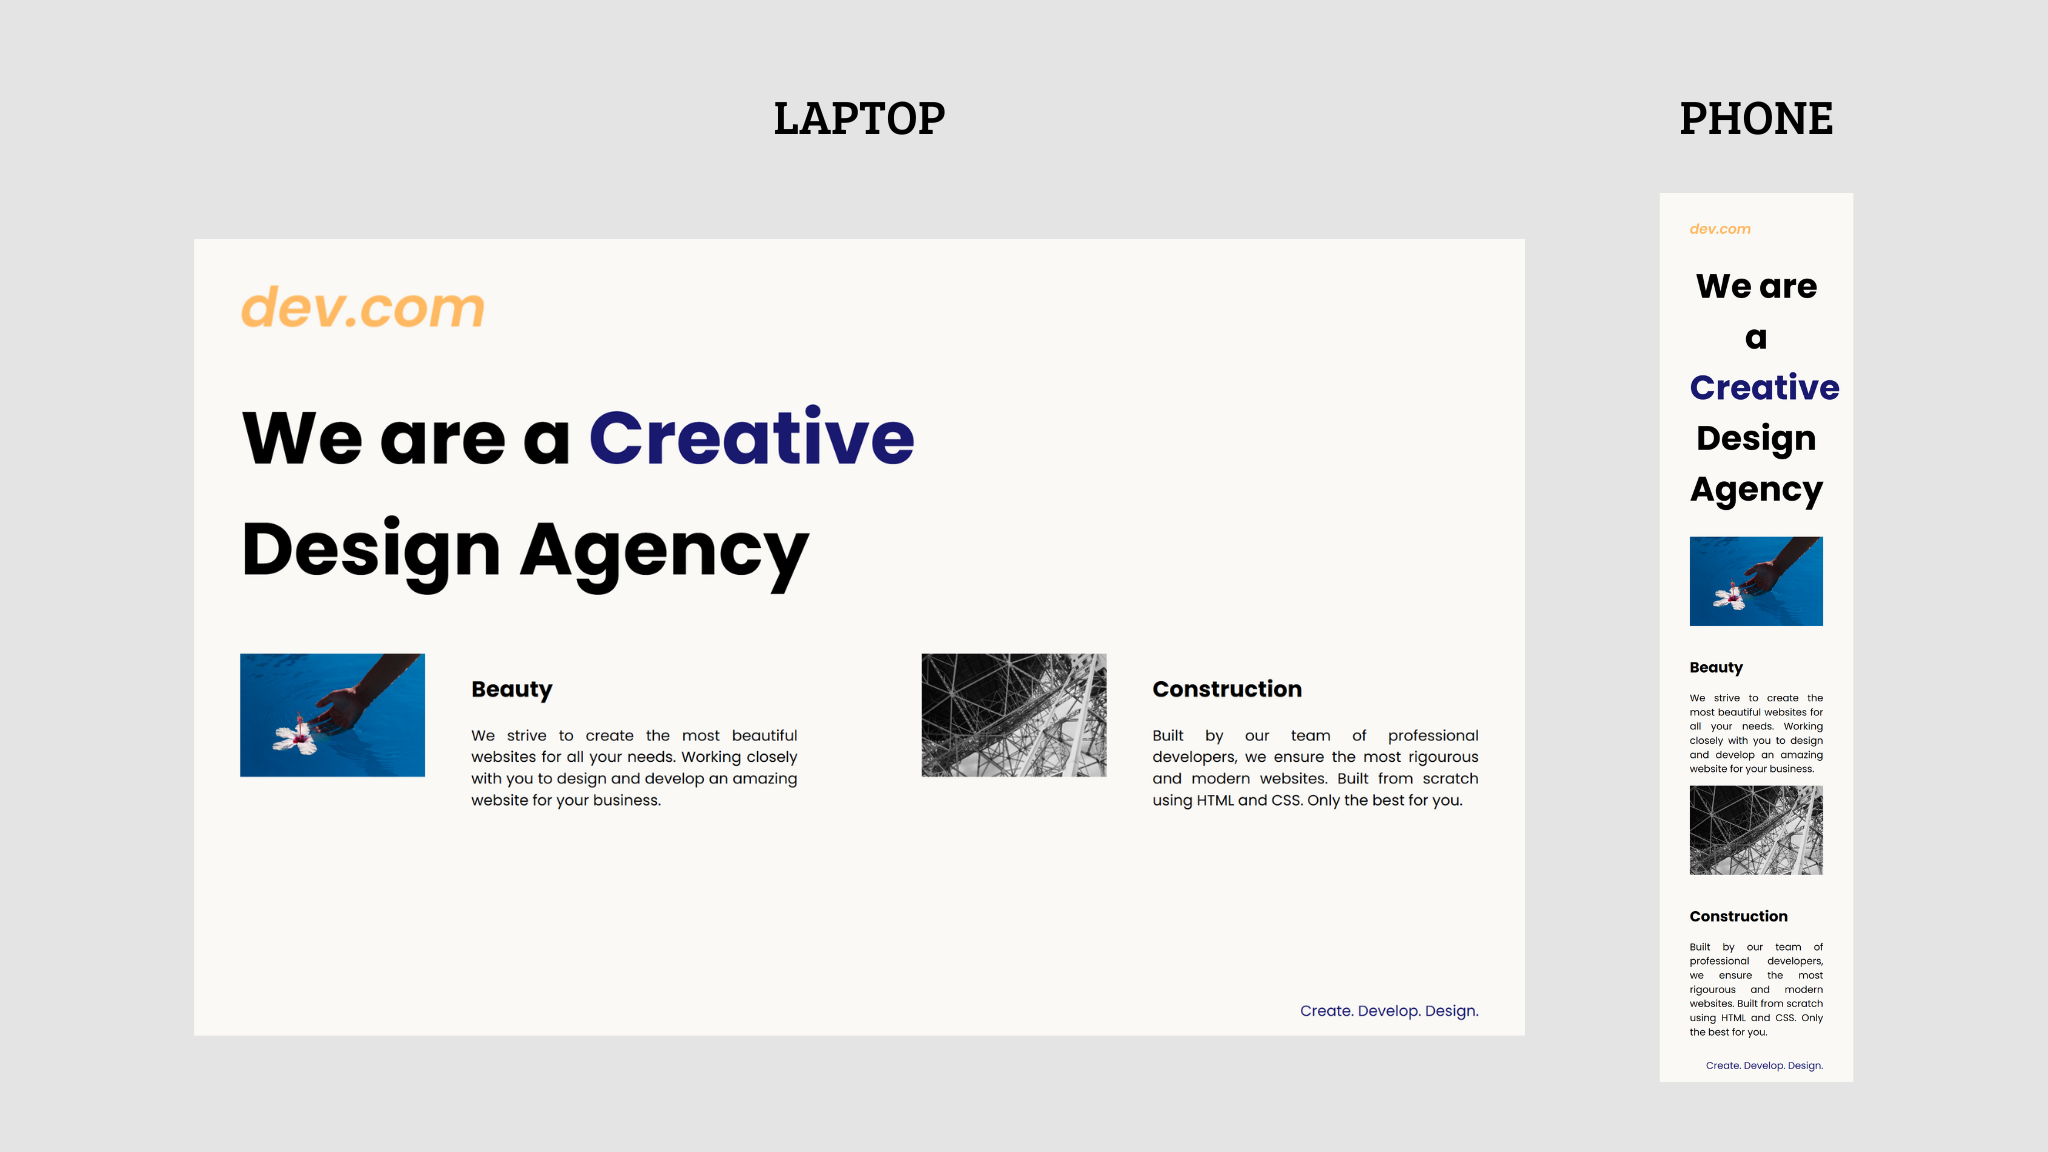 LAPTOP
dev.com
We are a Creative
Design Agency
Beauty
We strive to create the most beautiful
websites for all your needs. Working closely
with you to design and develop an amazing
website for your business.
Construction
Built by our team of professional
developers, we ensure the most rigourous
and modern websites. Built from scratch
using HTML and CSS. Only the best for you.
Create. Develop. Design.
PHONE
dev.com
We are
a
Creative
Design
Agency
Beauty
We strive to create the
most beautiful websites for
all your needs. Working
closely with you to design
and develop an amazing
website for your business.
Construction
Built by our team of
professional developers,
we ensure the most
rigourous and modern
websites. Built from scratch
using HTML and CSS. Only
the best for you.
Create. Develop. Design.